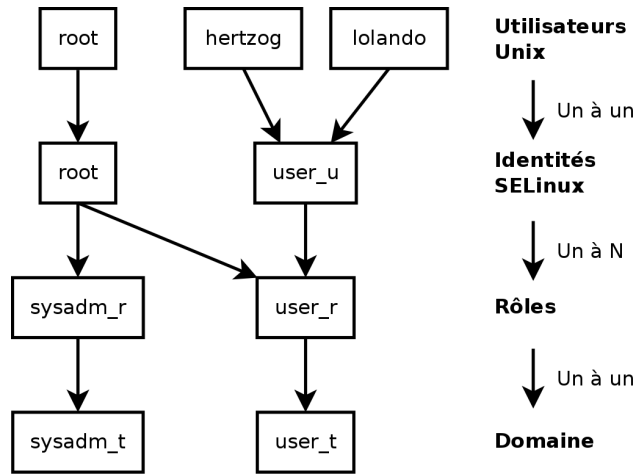 root
hertzog
lolando
Utilisateurs
Unix
Un à un
root
user_u
Identités
SELinux
Un à N
sysadm_r
user_r
Rôles
Un à un
sysadm_t
user_t
Domaine